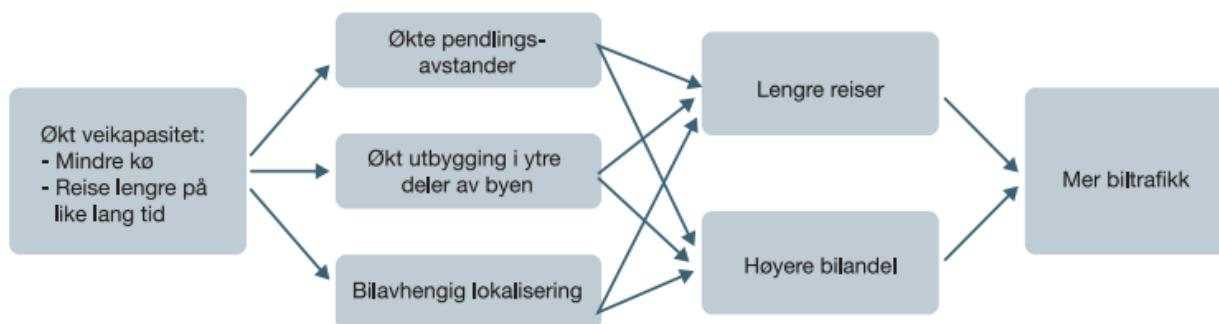 Økt veikapasitet:
- Mindre kø
- Reise lengre på
like lang tid
Økte pendlings-
avstander
Økt utbygging i ytre
deler av byen
Bilavhengig lokalisering
Lengre reiser
Høyere bilandel
Mer biltrafikk